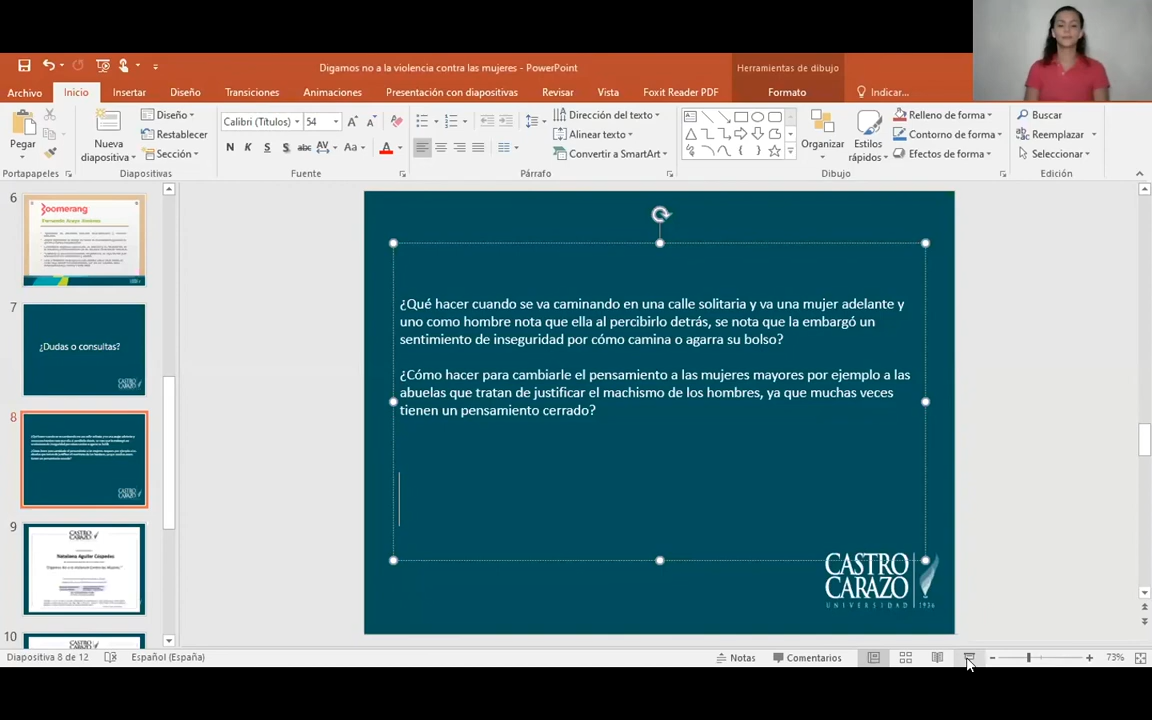 Digamos no a la violencia contra las mujeres - PowerPoint
Herramientas de dibujo
Archivo Inicio Insertar Diseño Transiciones Animaciones Presentación con diapositivas Revisar Vista Foxit Reader PDF Formato Indicar...
Pegar
Nueva diapositiva
Diseño
Restablecer
Sección
Calibri (Títulos) 54
N K S S abc AV Aa A
Dirección del texto
Alinear texto
Convertir a SmartArt
Organizar
Estilos rápidos
Relleno de forma
Contorno de forma
Efectos de forma
Buscar
Reemplazar
Seleccionar
Portapapeles Diapositivas Fuente Párrafo Dibujo Edición
6
Boomerang
7
¿Dudas o consultas?
8
9
CASTRO CARAZO
10
¿Qué hacer cuando se va caminando en una calle solitaria y va una mujer adelante y
uno como hombre nota que ella al percibirlo detrás, se nota que la embargó un
sentimiento de inseguridad por cómo camina o agarra su bolso?
¿Cómo hacer para cambiarle el pensamiento a las mujeres mayores por ejemplo a las
abuelas que tratan de justificar el machismo de los hombres, ya que muchas veces
tienen un pensamiento cerrado?
CASTRO
CARAZO
UNIVERSIDAD 1936
Diapositiva 8 de 12 Español (España) Notas Comentarios 73%